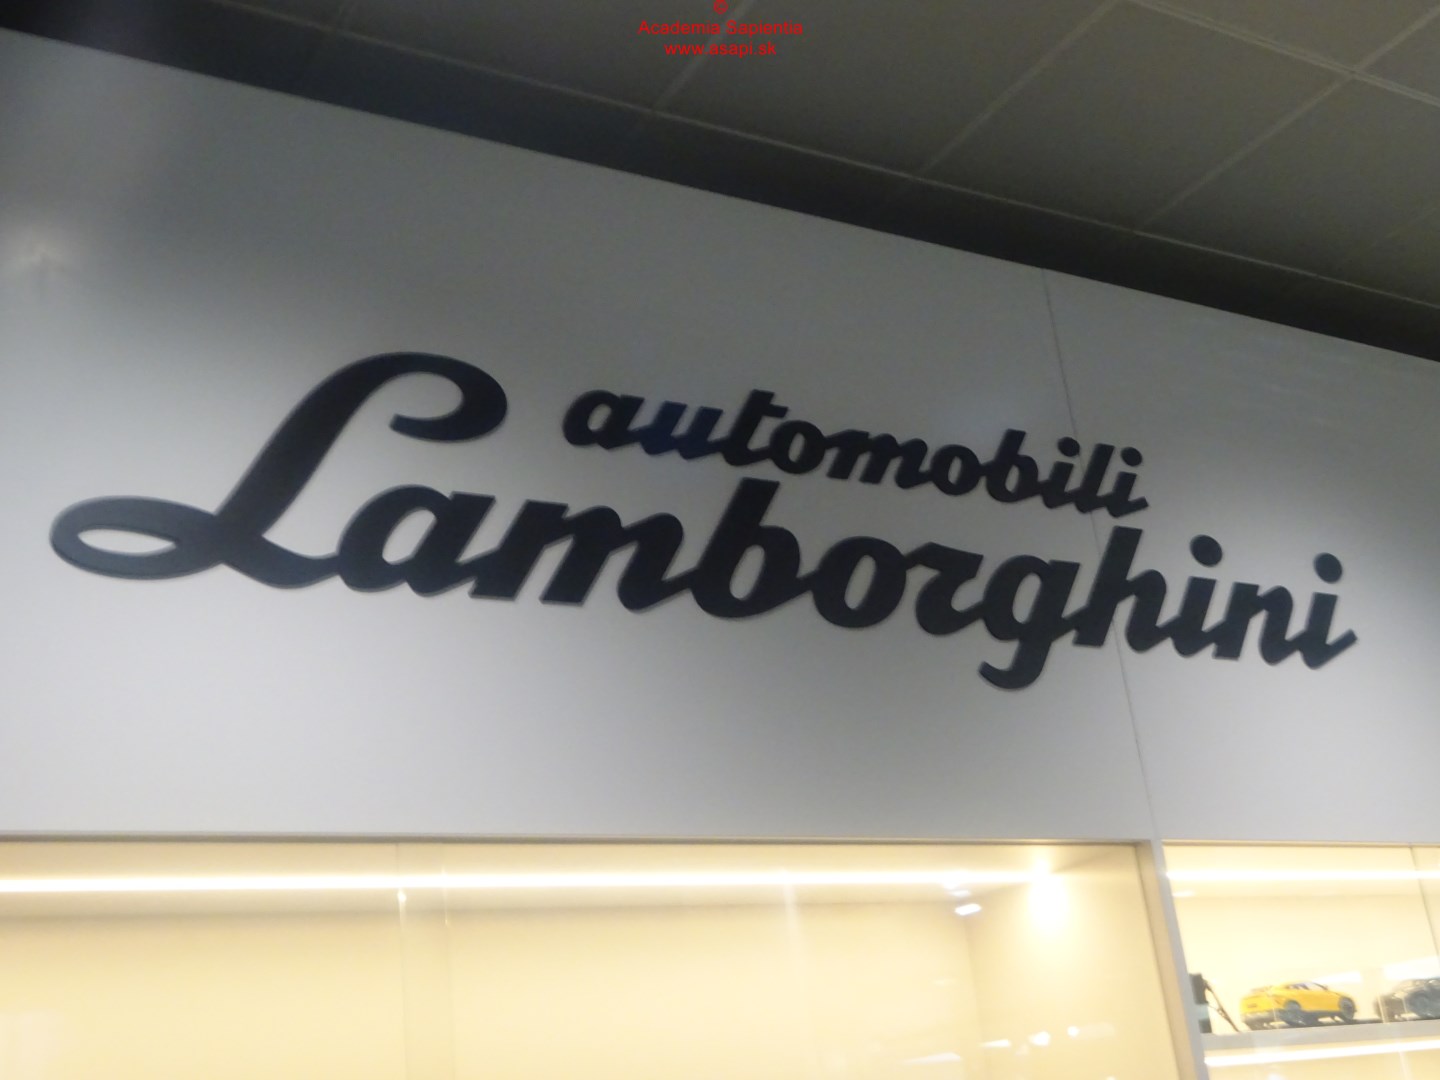 ©
Academia Sapientia
www.asapi.sk
automobili
Lamborghini